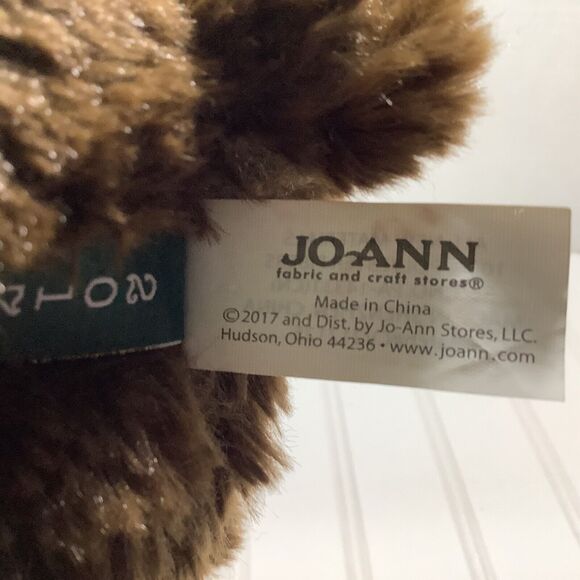 JO-ANN
fabric and craft stores®
Made in China
©2017 and Dist. by Jo-Ann Stores, LLC.
Hudson, Ohio 44236 • www.joann.com